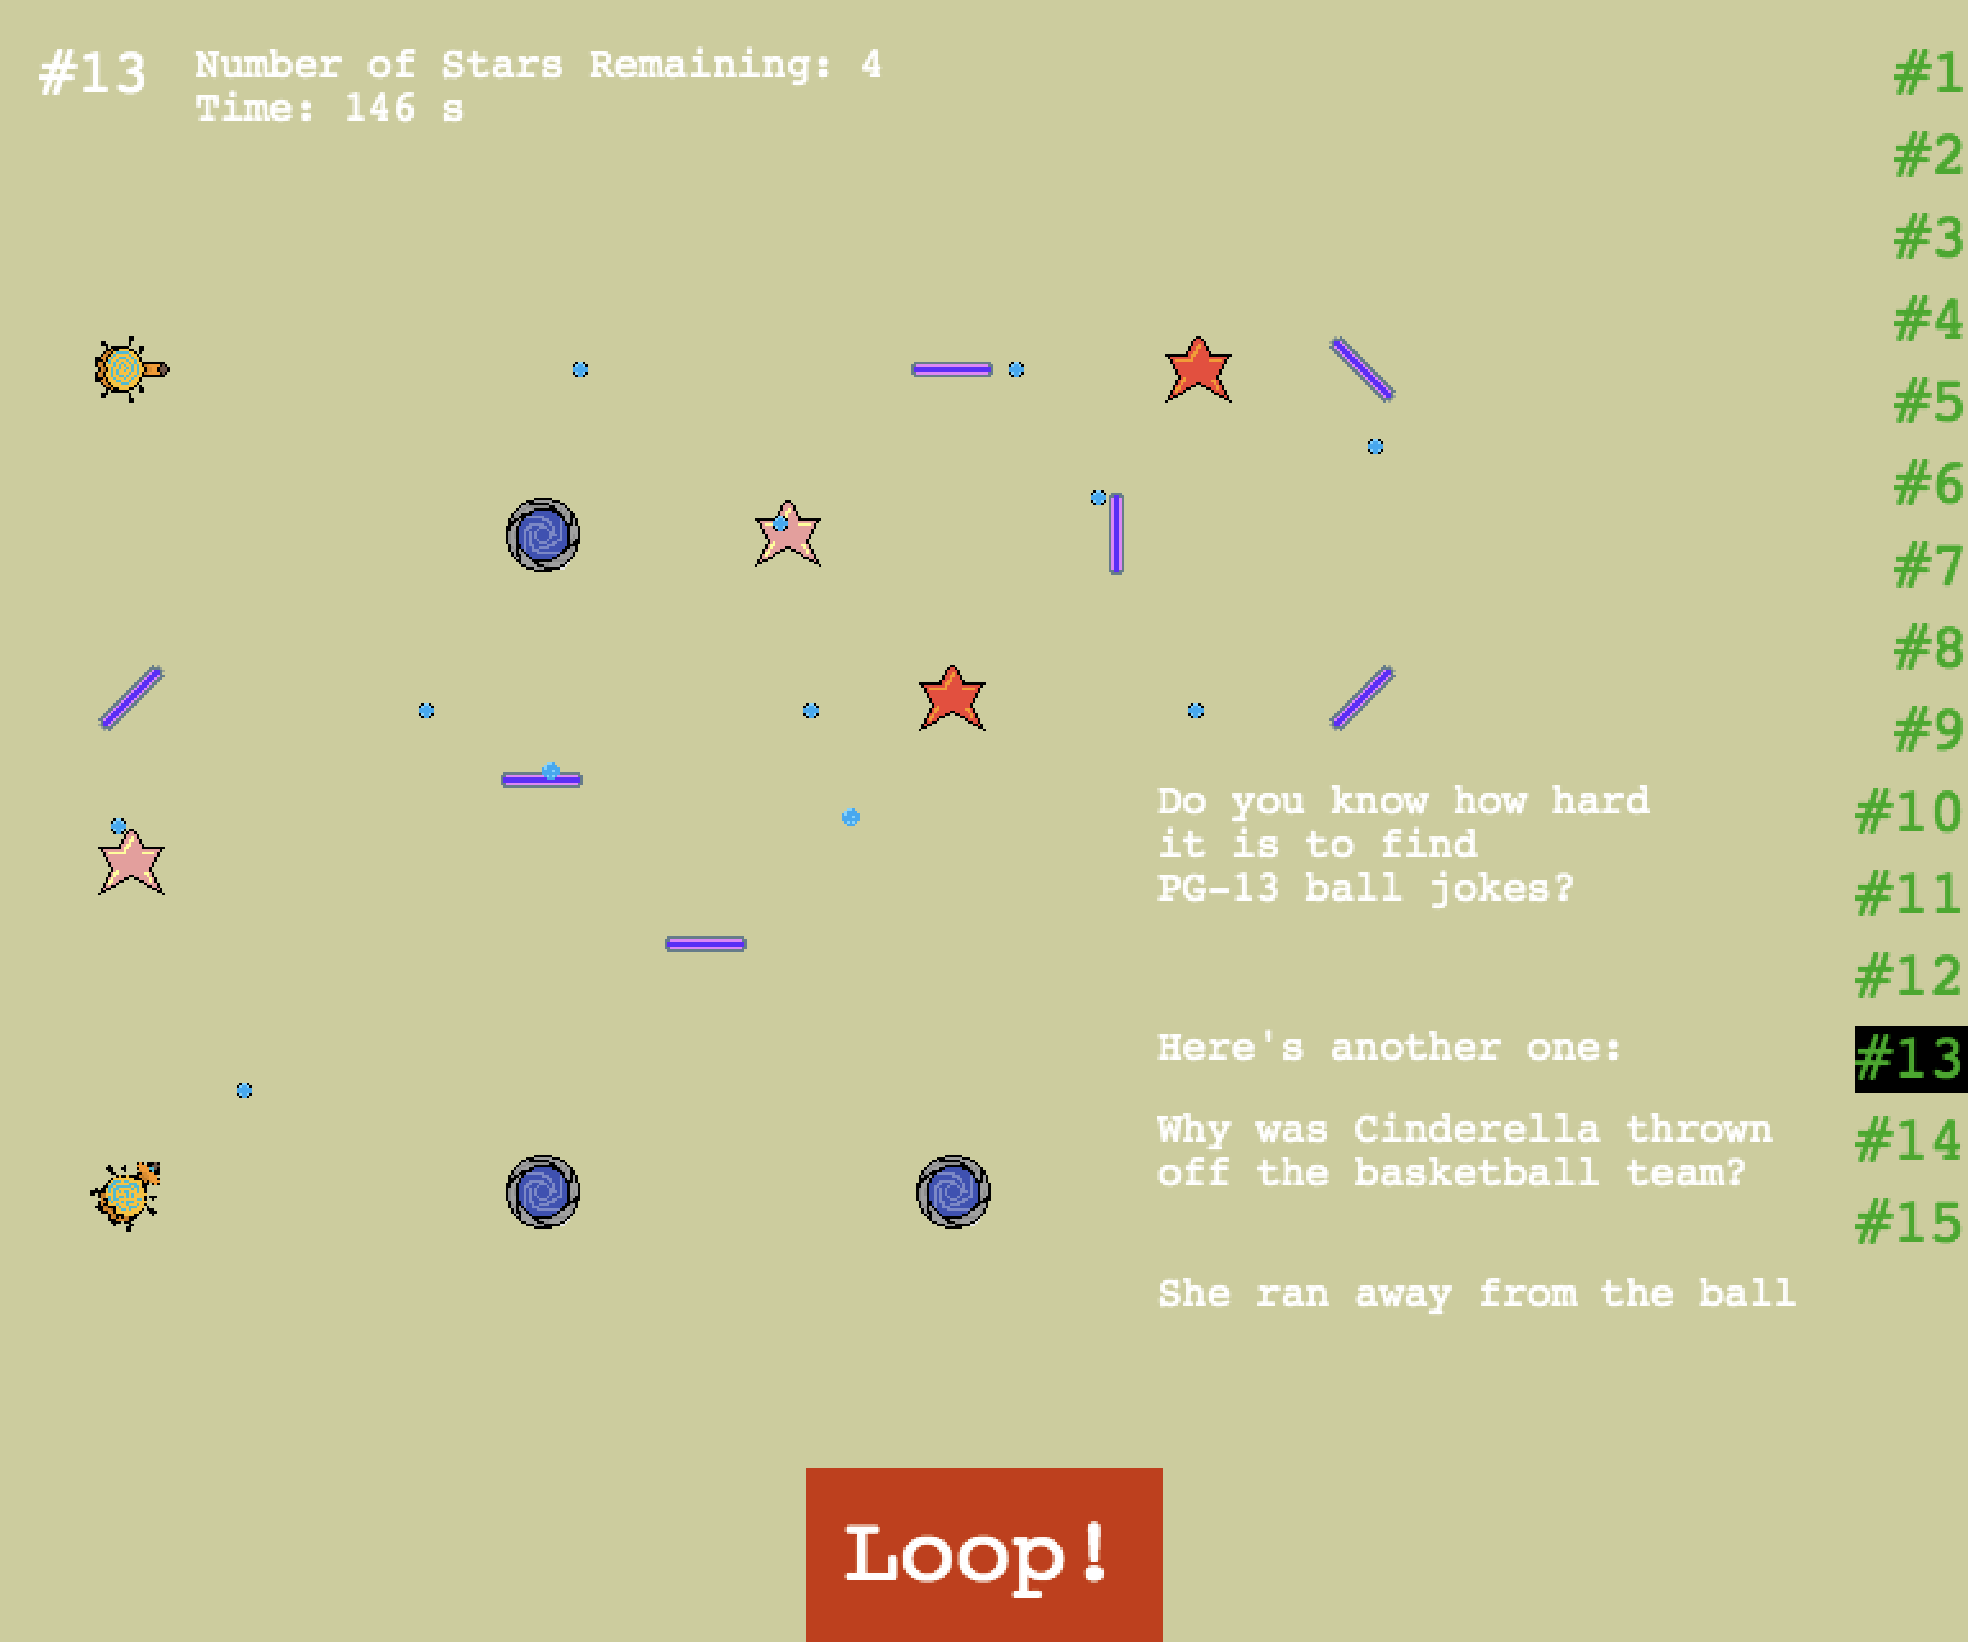 #13
Number of Stars Remaining: 4
Time: 146 s
#1
#2
#3
#4
#5
#6
#7
#8
#9
#10
#11
#12
#13
#14
#15
Do you know how hard
it is to find
PG-13 ball jokes?
Here's another one:
Why was Cinderella thrown
off the basketball team?
She ran away from the ball
Loop!